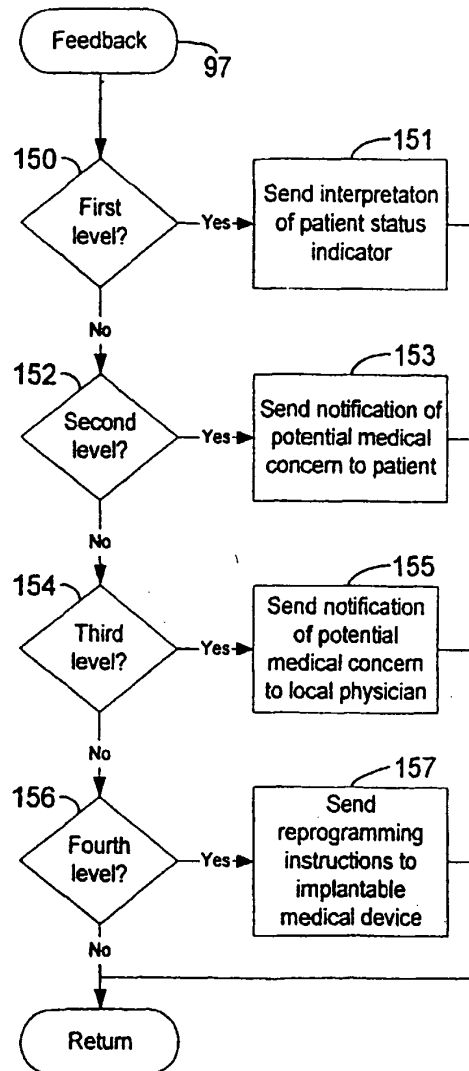 Feedback
97
150
151
First
level?
Yes
Send interpretaton
of patient status
indicator
No
152
153
Second
level?
Yes
Send notification of
potential medical
concern to patient
No
154
155
Third
level?
Yes
Send notification
of potential
medical concern
to local physician
No
156
157
Fourth
level?
Yes
Send
reprogramming
instructions to
implantable
medical device
No
Return